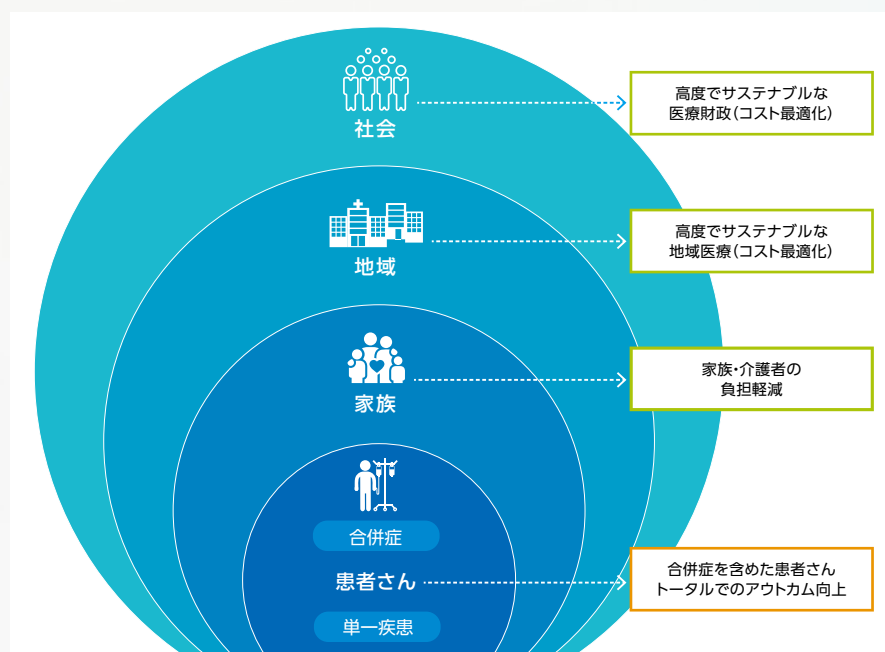 社会
高度でサステナブルな
医療財政(コスト最適化)
地域
高度でサステナブルな
地域医療(コスト最適化)
家族
家族・介護者の
負担軽減
合併症
患者さん
単一疾患
合併症を含めた患者さん
トータルでのアウトカム向上